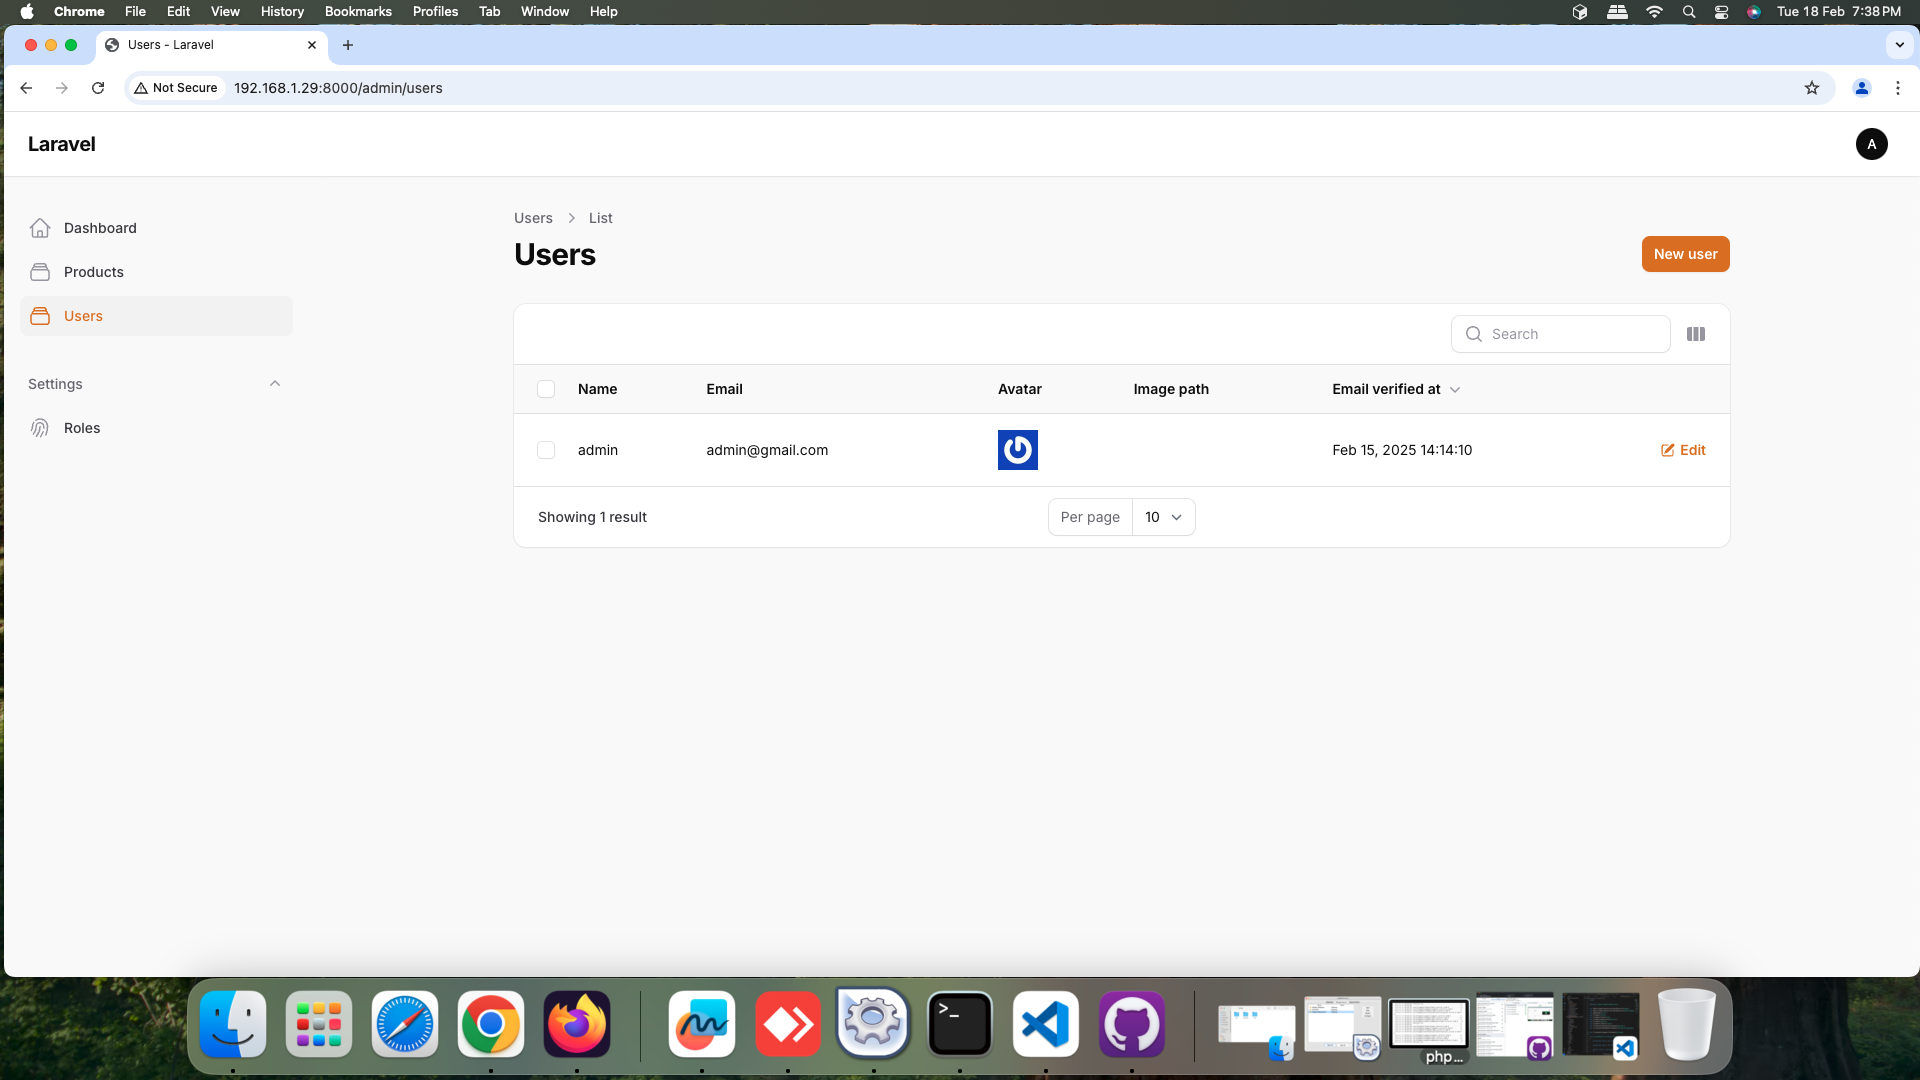 Chrome File Edit View History Bookmarks Profiles Tab Window Help Tue 18 Feb 7:38 PM
Users - Laravel
Not Secure 192.168.1.29:8000/admin/users
Laravel
A
Dashboard
Products
Users
Settings
Roles
Users List
Users
New user
Search
Name Email Avatar Image path Email verified at
admin admin@gmail.com Feb 15, 2025 14:14:10 Edit
Showing 1 result
Per page 10
>_
php...